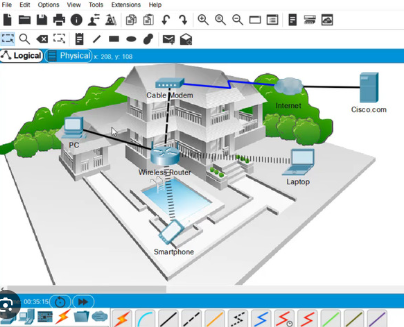 File Edit Options View Tools Extensions Help
Logical Physical x: 208, y: 108
Cable Modem
Internet
Cisco.com
PC
Wireless Router
Laptop
Smartphone
00:35:15